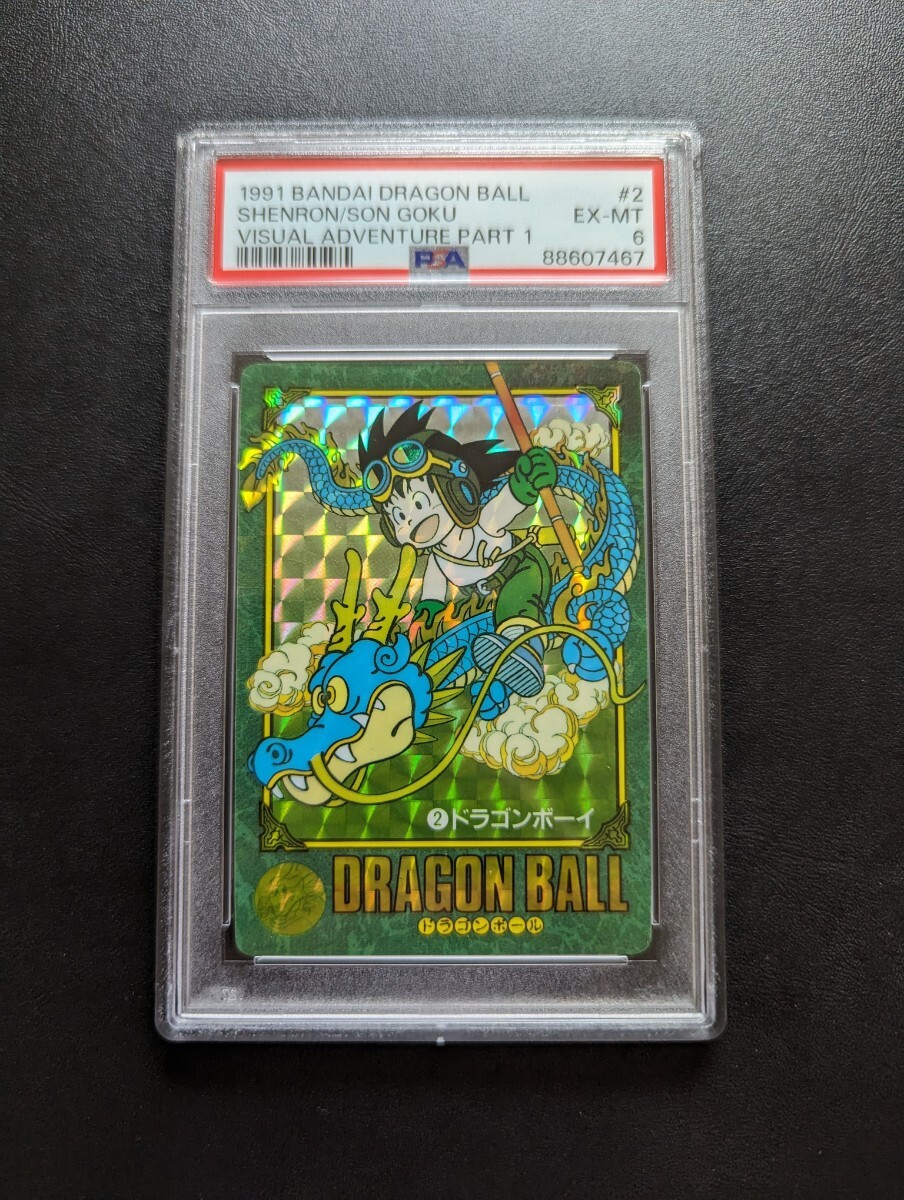 1991 BANDAI DRAGON BALL #2
SHENRON/SON GOKU EX-MT
VISUAL ADVENTURE PART 1 6
PSA 88607467
②ドラゴンボーイ
DRAGON BALL
ドラゴンボール